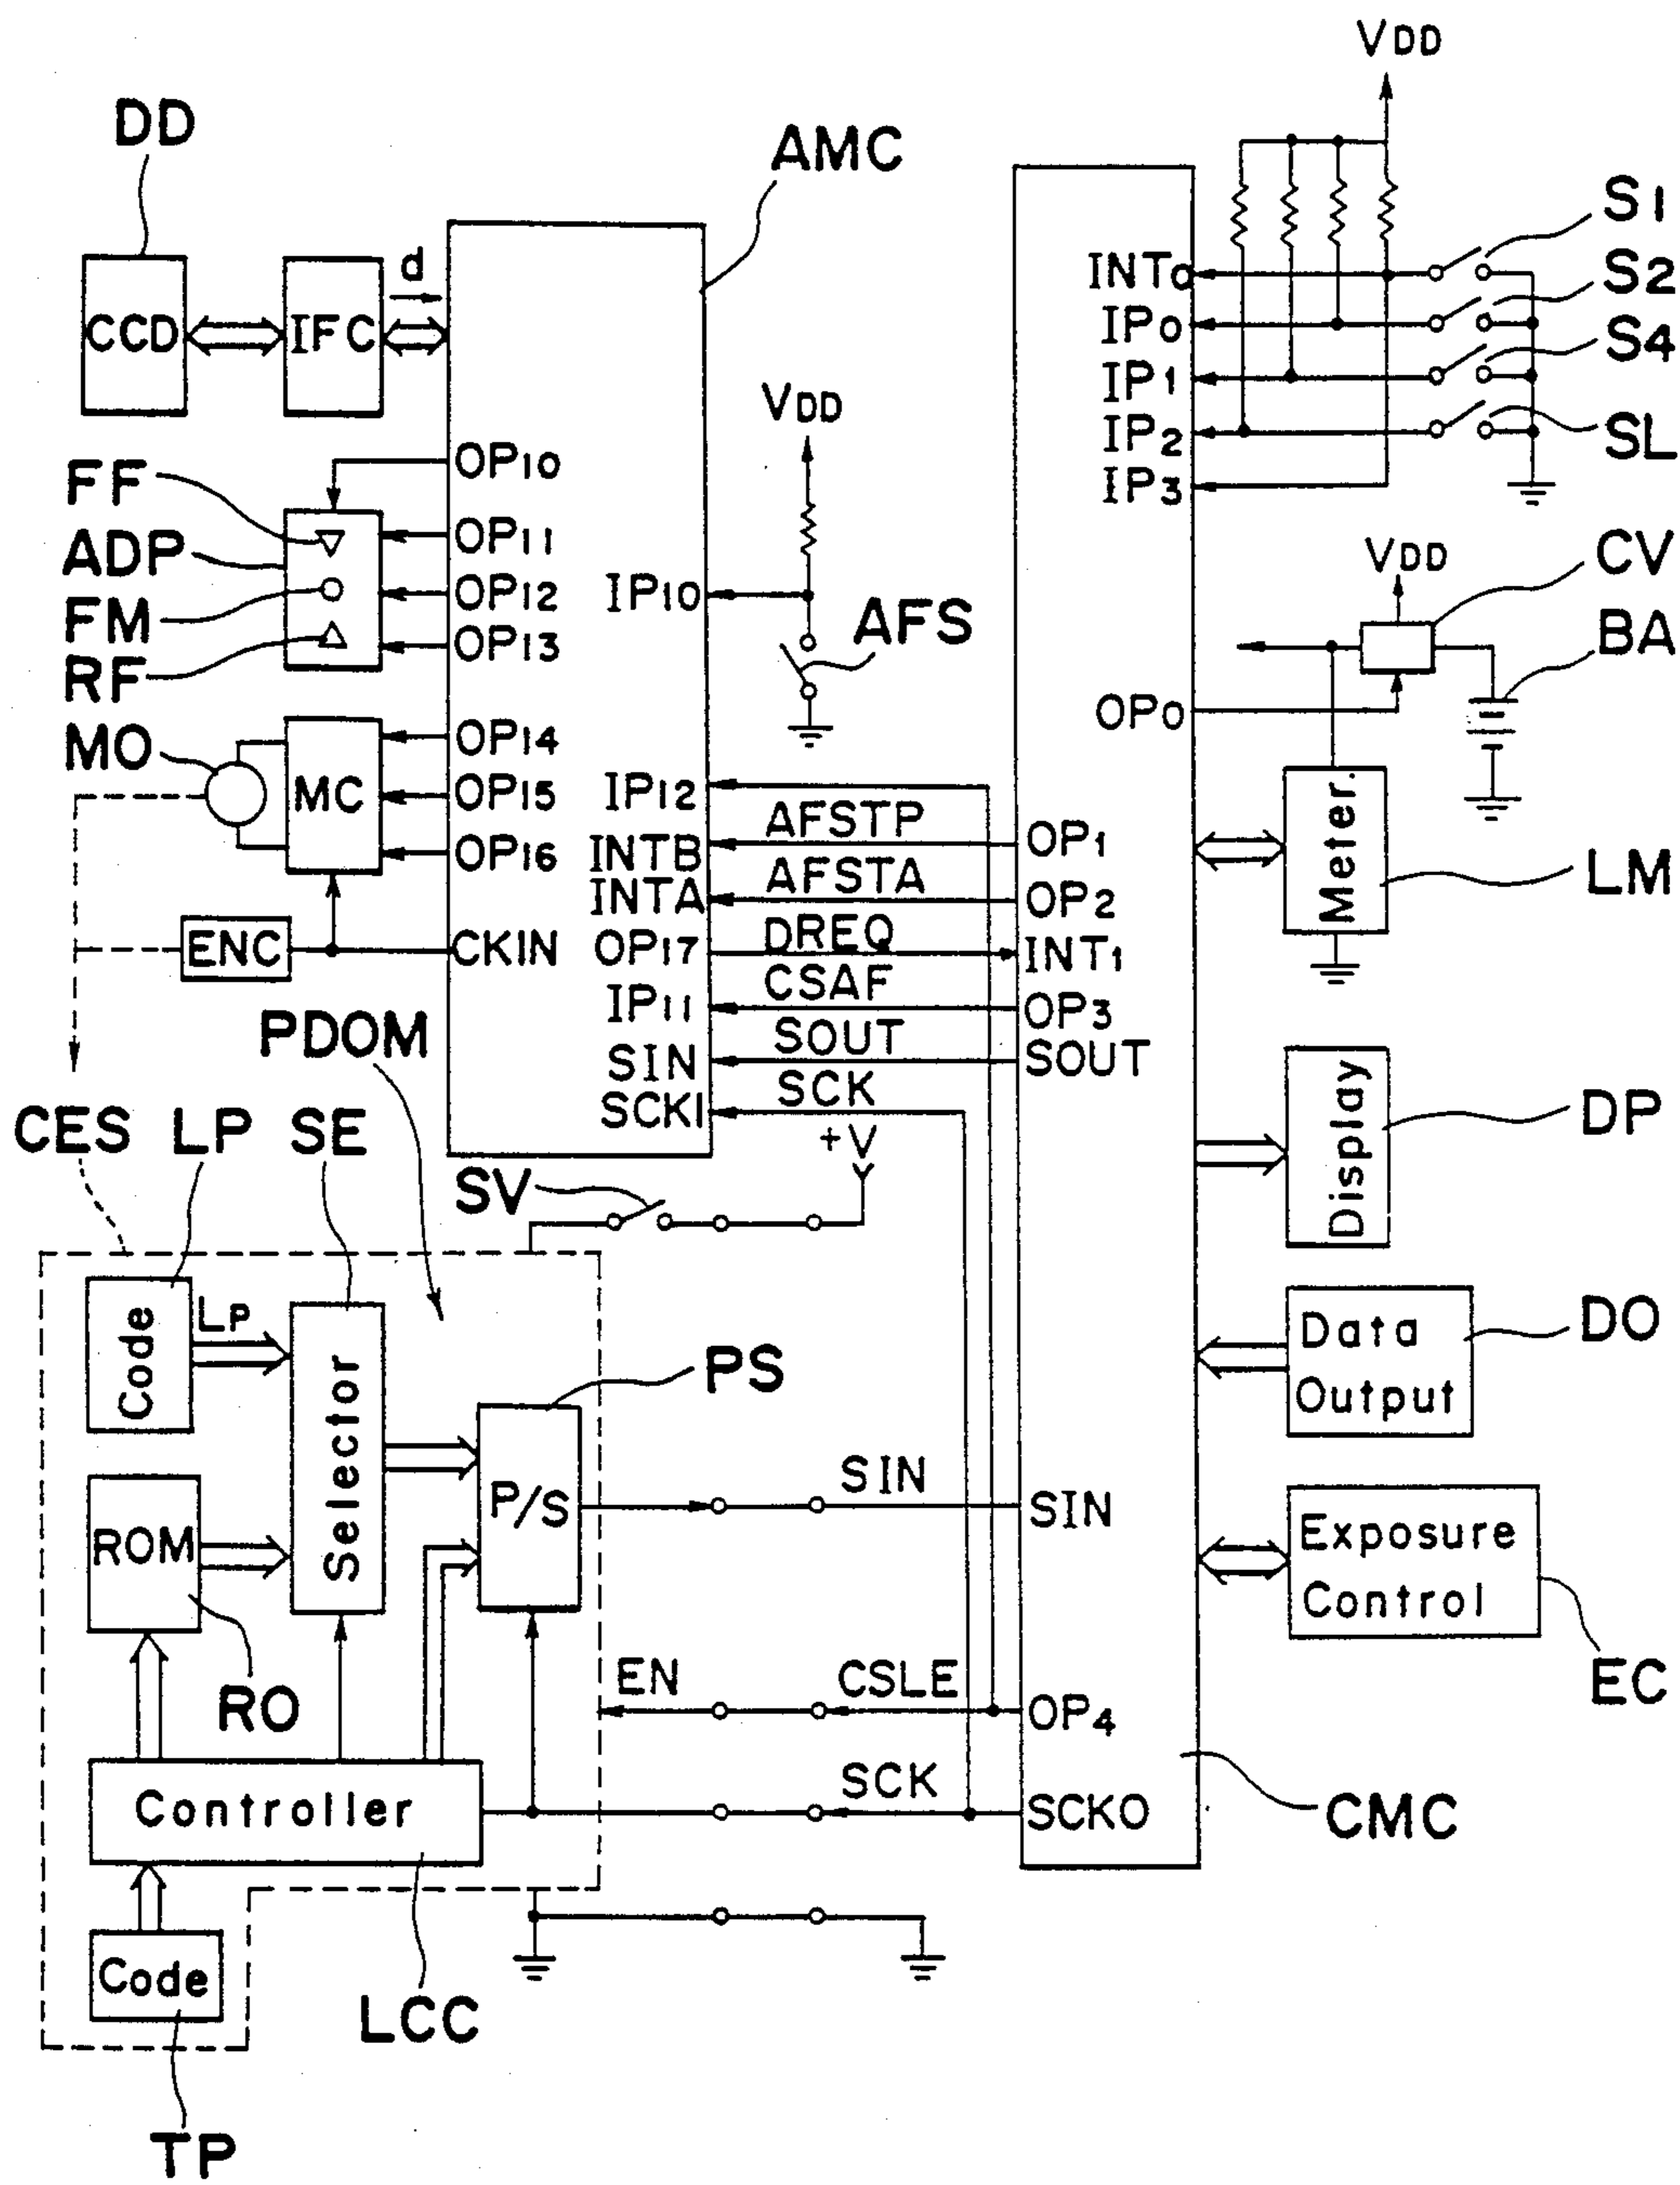 VDD
DD
AMC
S1
d
INT0
S2
CCD
IFC
IP0
S4
IP1
VDD
IP2
SL
OP10
IP3
FF
OP11
VDD
CV
ADP
OP12
IP10
AFS
BA
FM
OP13
RF
OP0
MO
OP14
MC
OP15
IP12
Meter.
AFSTP
OP1
OP16
INTB
LM
AFSTA
INTA
OP2
DREQ
ENC
CKIN
OP17
INT1
CSAF
IP11
OP3
PDOM
SOUT
SIN
SOUT
SCK
SCKI
Display
DP
CES
LP
SE
+V
SV
Code
LP
Data
Output
DO
Selector
PS
SIN
P/S
SIN
ROM
Exposure
Control
EN
CSLE
OP4
EC
RO
SCK
Controller
SCKO
CMC
Code
LCC
TP